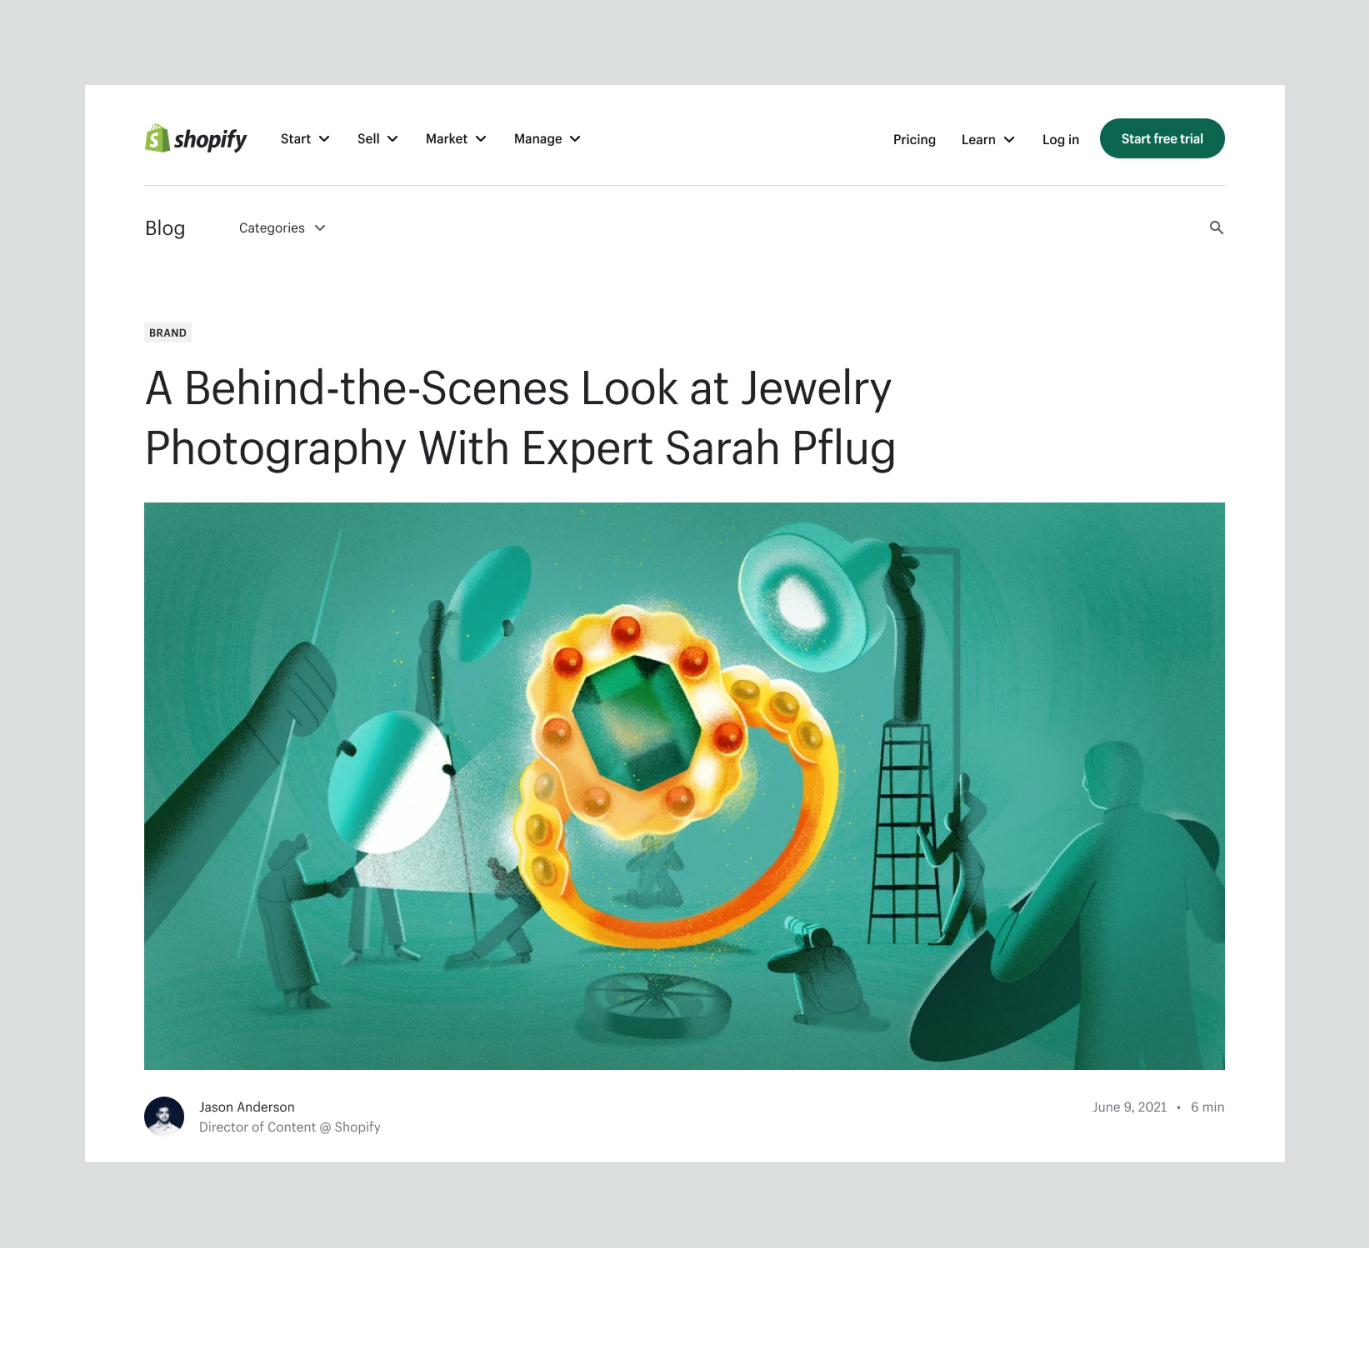 shopify Start Sell Market Manage Pricing Learn Log in Start free trial
Blog Categories
BRAND
A Behind-the-Scenes Look at Jewelry
Photography With Expert Sarah Pflug
Jason Anderson June 9, 2021 • 6 min
Director of Content @ Shopify